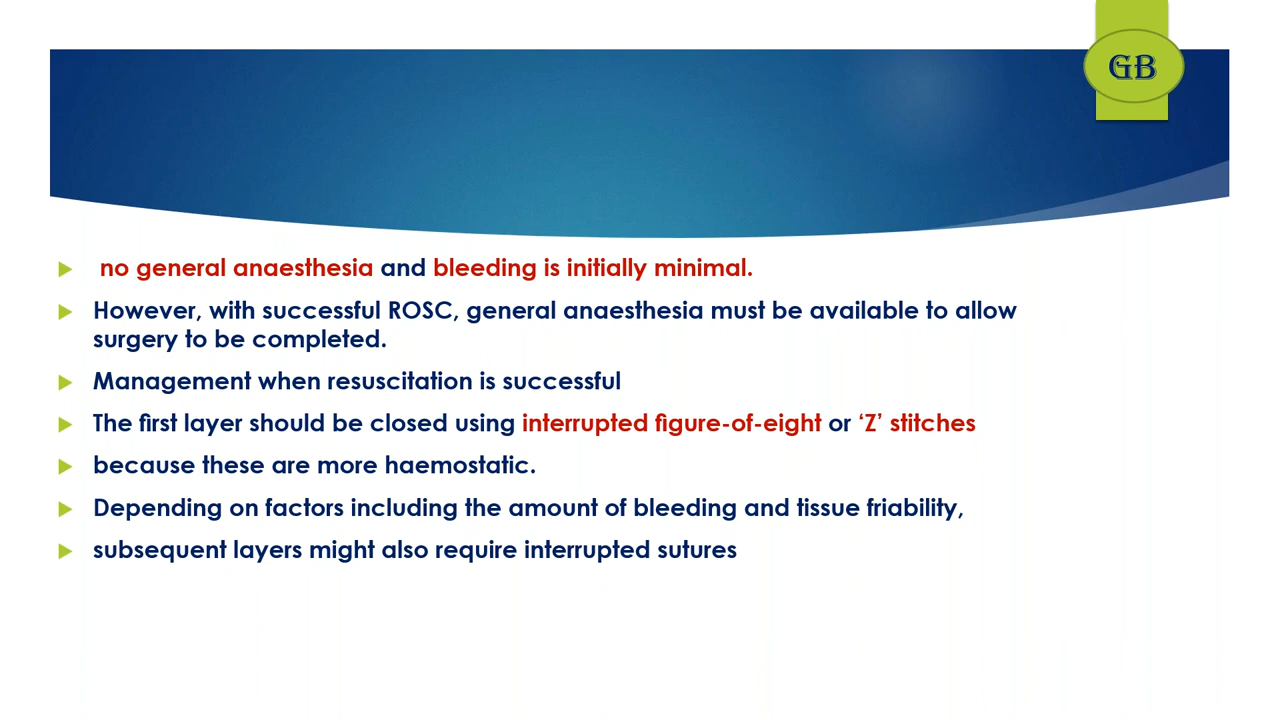 GB
no general anaesthesia and bleeding is initially minimal.
However, with successful ROSC, general anaesthesia must be available to allow
surgery to be completed.
Management when resuscitation is successful
The first layer should be closed using interrupted figure-of-eight or ‘Z’ stitches
because these are more haemostatic.
Depending on factors including the amount of bleeding and tissue friability,
subsequent layers might also require interrupted sutures